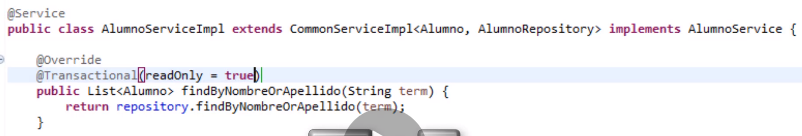 @Service
public class AlumnoServiceImpl extends CommonServiceImpl<Alumno, AlumnoRepository> implements AlumnoService {
@Override
@Transactional(readOnly = true)
public List<Alumno> findByNombreOrApellido(String term) {
return repository.findByNombreOrApellido(term);
}